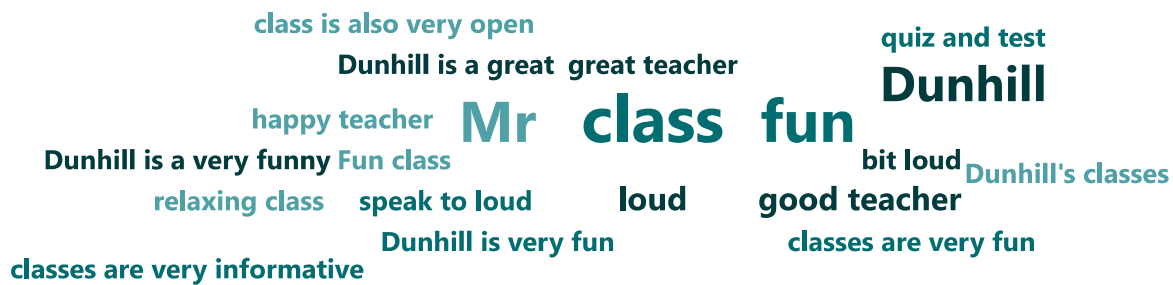 class is also very open
quiz and test
Dunhill is a great great teacher
Dunhill
happy teacher Mr class fun
Dunhill is a very funny Fun class bit loud
Dunhill's classes
relaxing class speak to loud loud good teacher
Dunhill is very fun classes are very fun
classes are very informative